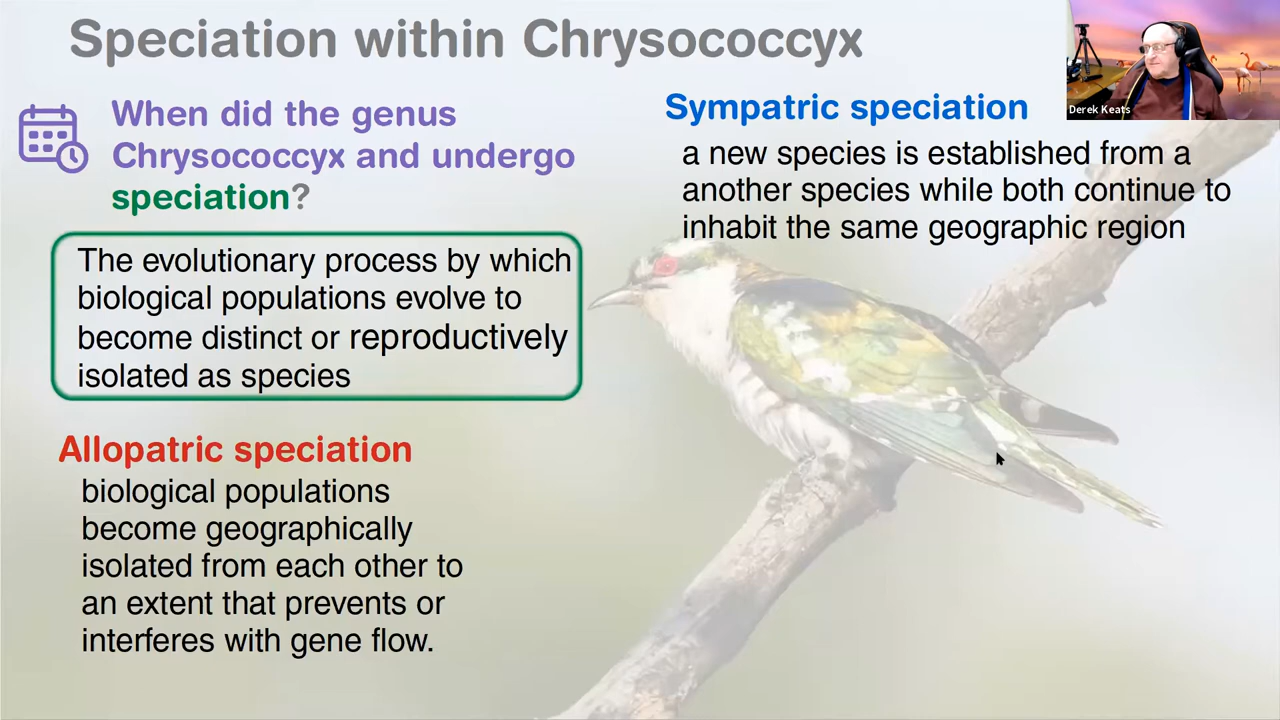 Speciation within Chrysococcyx
When did the genus
Chrysococcyx and undergo
speciation?
The evolutionary process by which
biological populations evolve to
become distinct or reproductively
isolated as species
Allopatric speciation
biological populations
become geographically
isolated from each other to
an extent that prevents or
interferes with gene flow.
Sympatric speciation
a new species is established from a
another species while both continue to
inhabit the same geographic region
Derek Keats